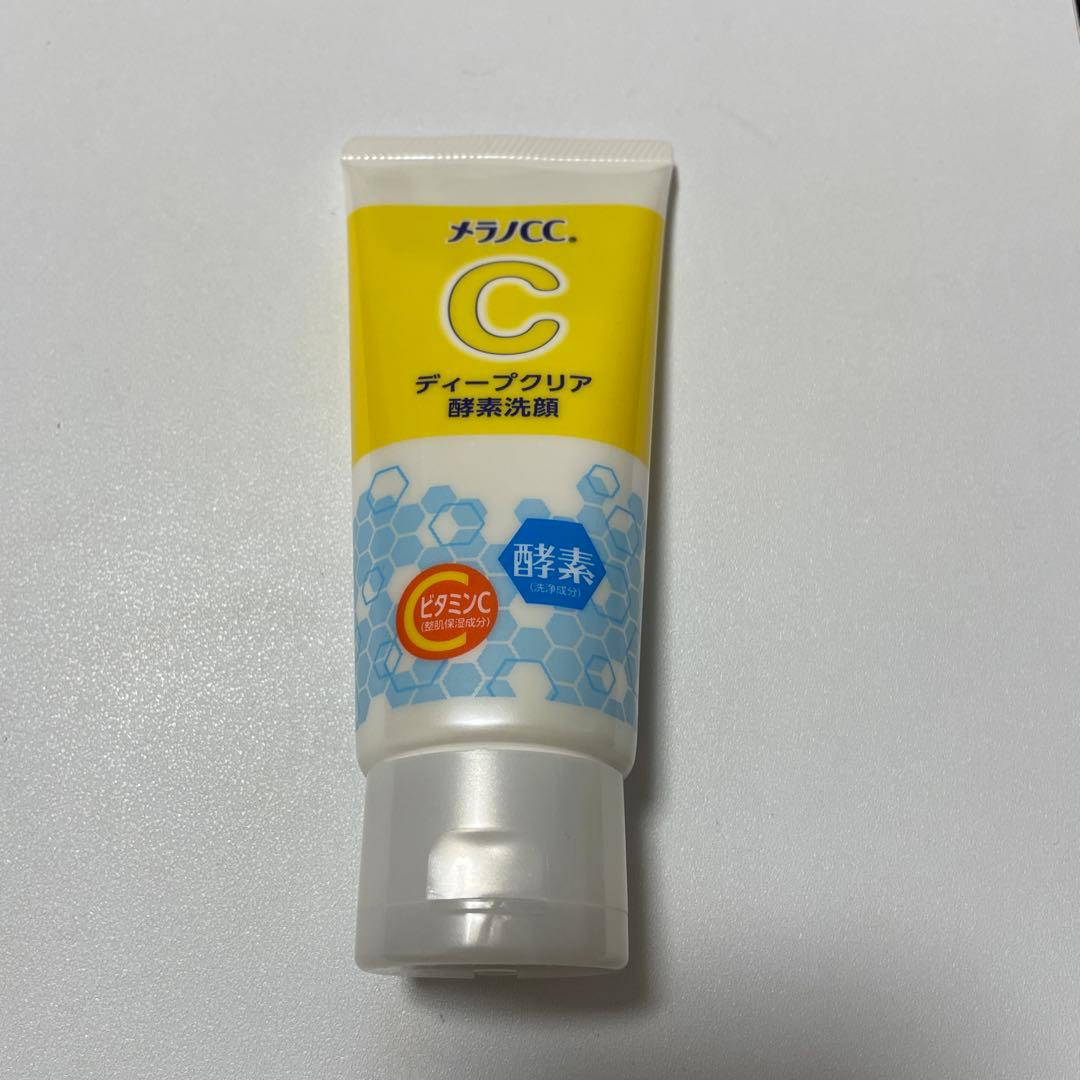 メラノCC®
C
ディープクリア
酵素洗顔
酵素
(洗浄成分)
C
ビタミンC
(整肌保湿成分)